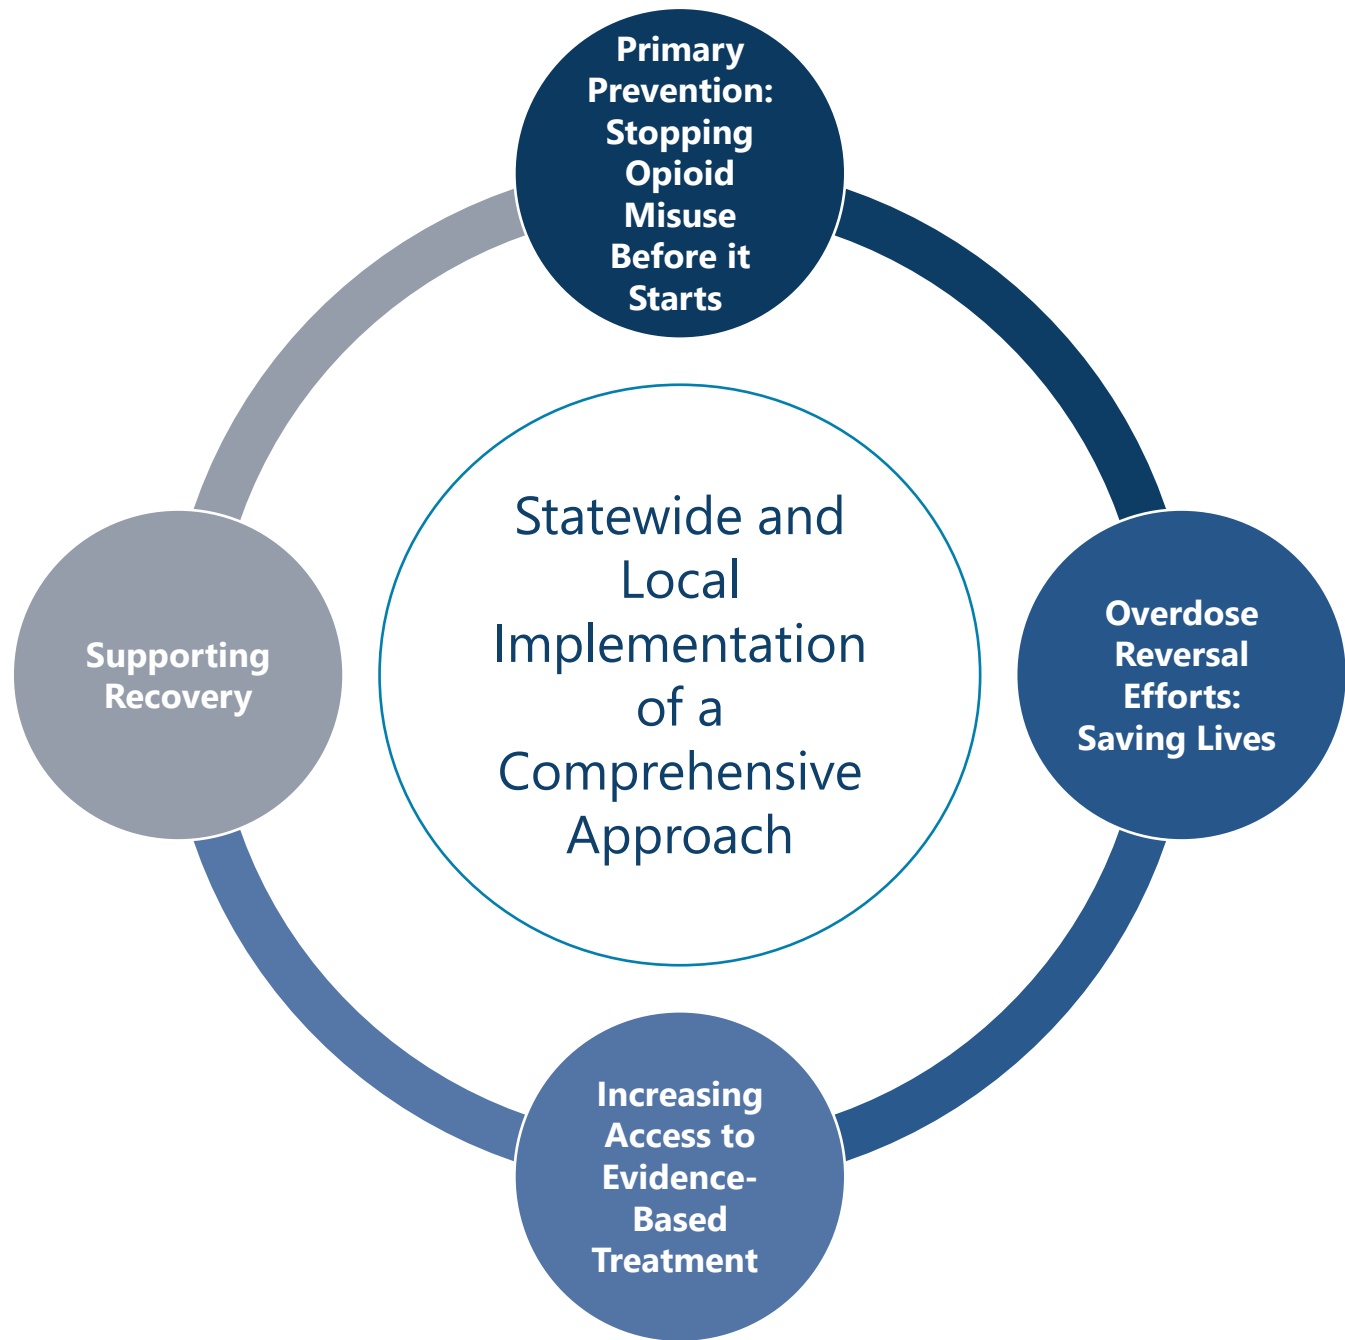 Primary
Prevention:
Stopping
Opioid
Misuse
Before it
Starts
Statewide and
Local
Implementation
of a
Comprehensive
Approach
Overdose
Reversal
Efforts:
Saving Lives
Increasing
Access to
Evidence-
Based
Treatment
Supporting
Recovery